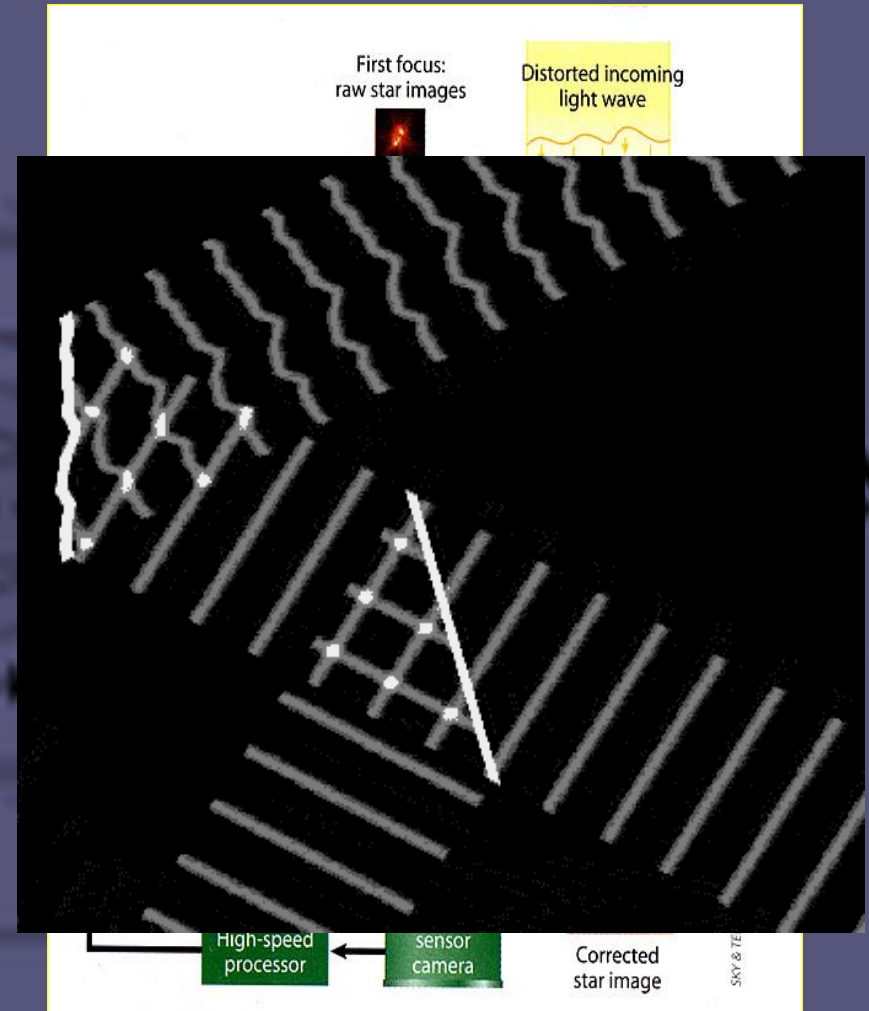 First focus:
raw star images
Distorted incoming
light wave
High-speed
processor
sensor
camera
Corrected
star image
SKY & TE